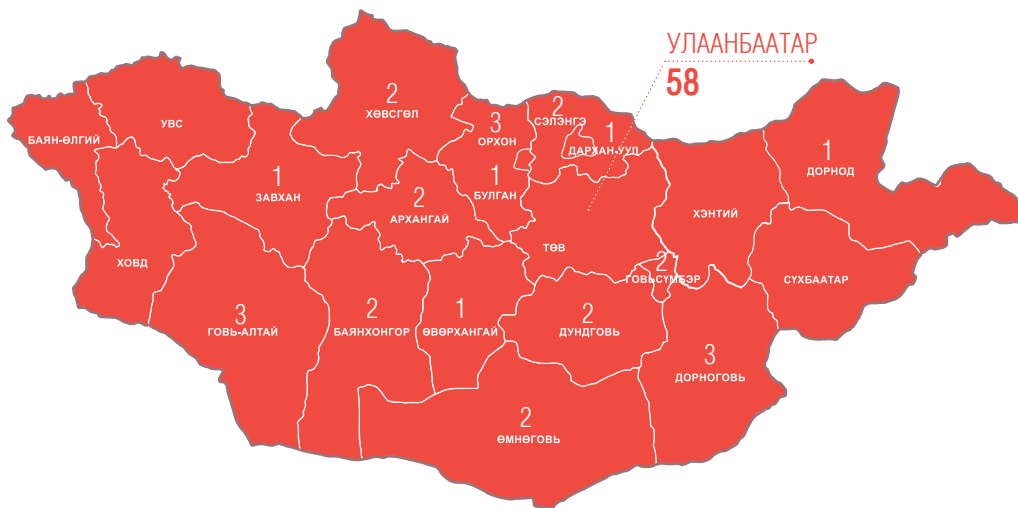 УЛААНБААТАР
58
2
ХӨВСГӨЛ
УВС
БАЯН-ӨЛГИЙ
3
ОРХОН
2
СЭЛЭНГЭ
1
ДАРХАН-УУЛ
1
ДОРНОД
1
ЗАВХАН
1
БУЛГАН
2
АРХАНГАЙ
ХЭНТИЙ
ТӨВ
ХОВД
2
ГОВЬСҮМБЭР
СҮХБААТАР
3
ГОВЬ-АЛТАЙ
2
БАЯНХОНГОР
1
ӨВӨРХАНГАЙ
2
ДУНДГОВЬ
3
ДОРНОГОВЬ
2
ӨМНӨГОВЬ